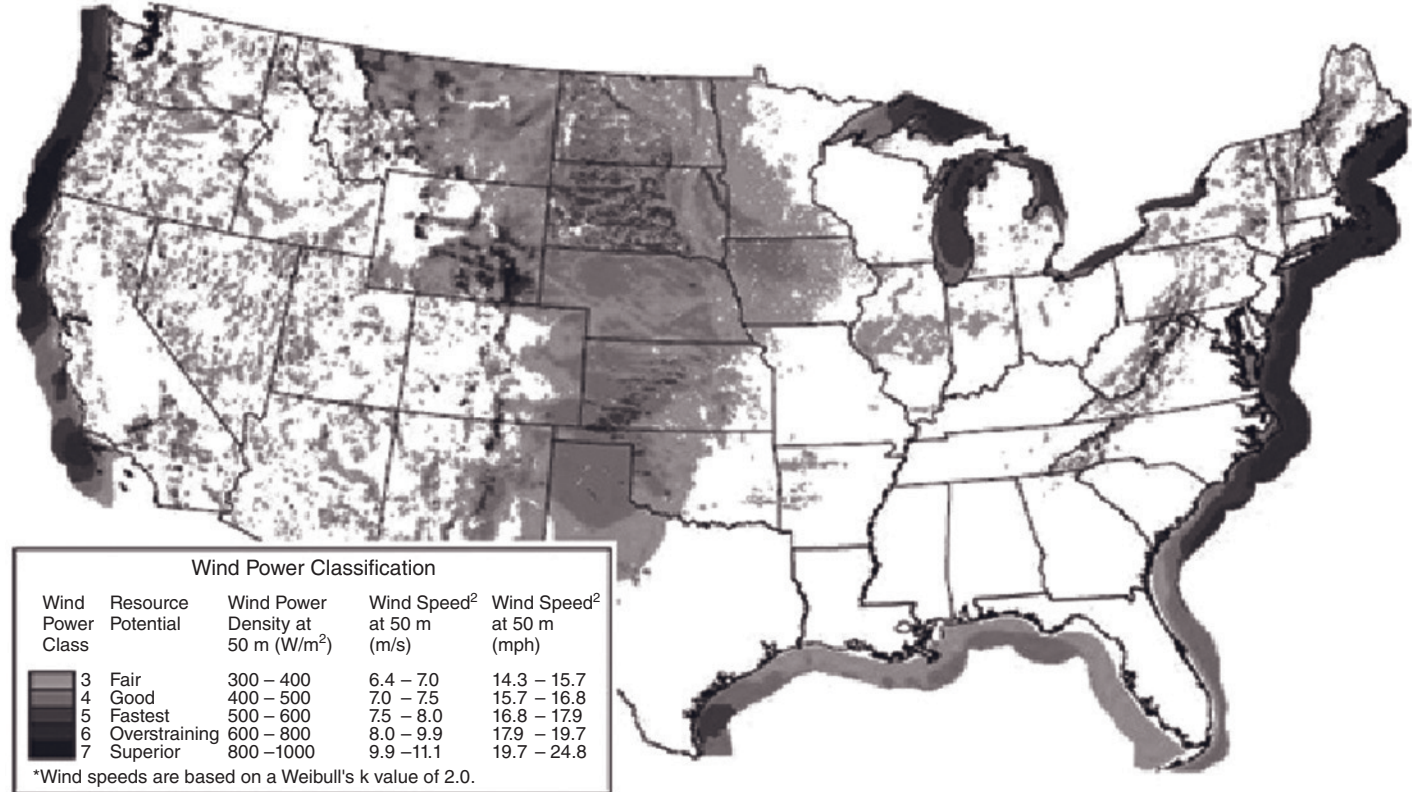 Wind Power Classification
Wind Resource Wind Power Wind Speed² Wind Speed²
Power Potential Density at at 50 m at 50 m
Class 50 m (W/m²) (m/s) (mph)
3 Fair 300 – 400 6.4 – 7.0 14.3 – 15.7
4 Good 400 – 500 7.0 – 7.5 15.7 – 16.8
5 Fastest 500 – 600 7.5 – 8.0 16.8 – 17.9
6 Overstraining 600 – 800 8.0 – 9.9 17.9 – 19.7
7 Superior 800 –1000 9.9 –11.1 19.7 – 24.8
*Wind speeds are based on a Weibull's k value of 2.0.